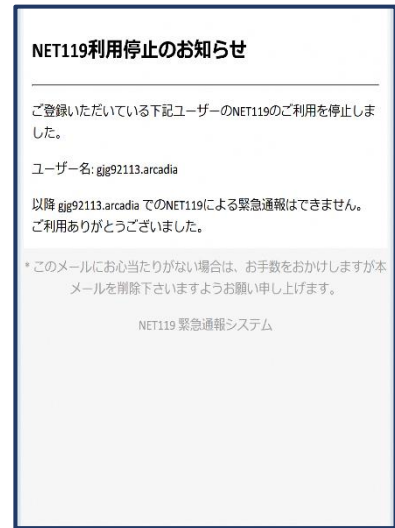 NET119利用停止のお知らせ
ご登録いただいている下記ユーザーのNET119のご利用を停止しま
した。
ユーザー名: gjg92113.arcadia
以降 gjg92113.arcadia でのNET119による緊急通報はできません。
ご利用ありがとうございました。
* このメールにお心当たりがない場合は、お手数をおかけしますが本
メールを削除下さいますようお願い申し上げます。
NET119 緊急通報システム